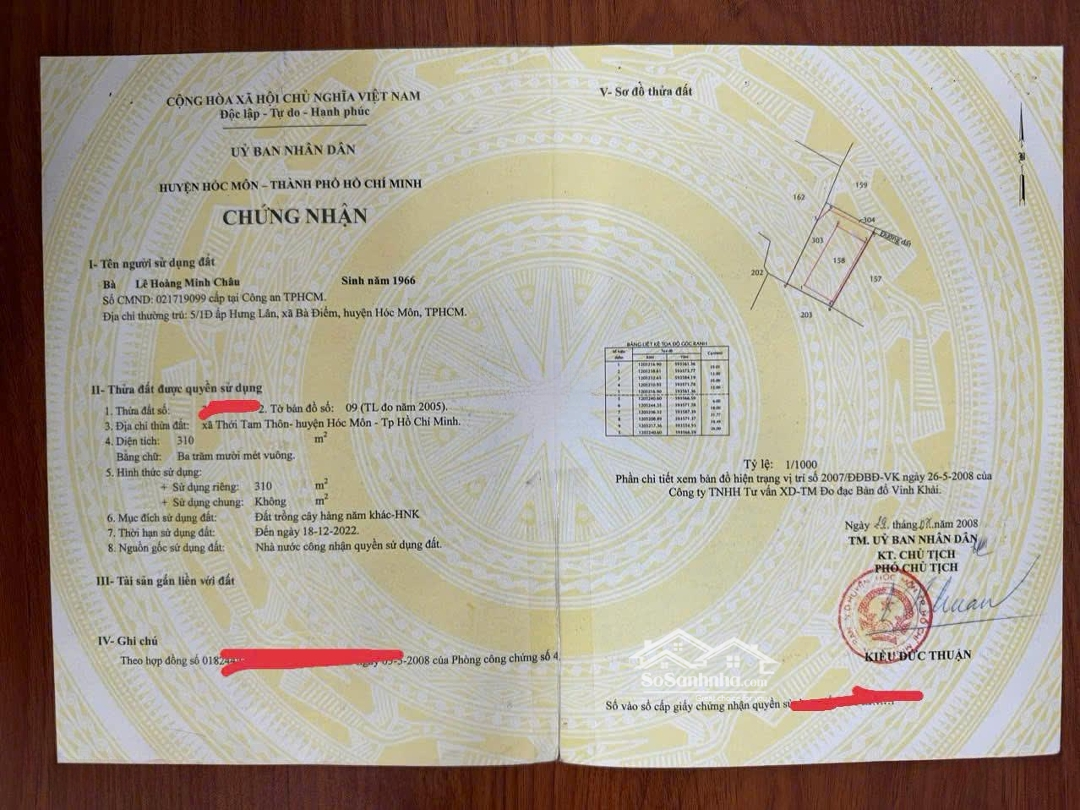 CỘNG HÒA XÃ HỘI CHỦ NGHĨA VIỆT NAM
Độc lập - Tự do - Hạnh phúc
UỶ BAN NHÂN DÂN
HUYỆN HÓC MÔN – THÀNH PHỐ HỒ CHÍ MINH
CHỨNG NHẬN
I- Tên người sử dụng đất
Bà Lê Hoàng Minh Châu Sinh năm 1966
Số CMND: 021719099 cấp tại Công an TPHCM.
Địa chỉ thường trú: 5/1Đ ấp Hưng Lân, xã Bà Điểm, huyện Hóc Môn, TPHCM.
II- Thửa đất được quyền sử dụng
1. Thửa đất số: 2. Tờ bản đồ số: 09 (TL đo năm 2005).
3. Địa chỉ thửa đất: xã Thới Tam Thôn- huyện Hóc Môn - Tp Hồ Chí Minh.
4. Diện tích: 310 m²
Bằng chữ: Ba trăm mười mét vuông.
5. Hình thức sử dụng:
+ Sử dụng riêng: 310 m²
+ Sử dụng chung: Không m²
6. Mục đích sử dụng đất: Đất trồng cây hàng năm khác-HNK
7. Thời hạn sử dụng đất: Đến ngày 18-12-2022.
8. Nguồn gốc sử dụng đất: Nhà nước công nhận quyền sử dụng đất.
III- Tài sản gắn liền với đất
IV- Ghi chú
Theo hợp đồng số 0182 -2008 của Phòng công chứng số 4
V- Sơ đồ thửa đất
159
162
304
Đường đất
303
158
157
202
203
BẢNG LIỆT KÊ TỌA ĐỘ GÓC RANH
Tỷ lệ: 1/1000
Phần chi tiết xem bản đồ hiện trạng vị trí số 2007/ĐĐBĐ-VK ngày 26-5-2008 của
Công ty TNHH Tư vấn XD-TM Đo đạc Bản đồ Vinh Khải.
Ngày tháng năm 2008
TM. UỶ BAN NHÂN DÂN
KT. CHỦ TỊCH
PHÓ CHỦ TỊCH
KIỀU ĐỨC THUẬN
SoSanhnha.com
Số vào sổ cấp giấy chứng nhận quyền sử